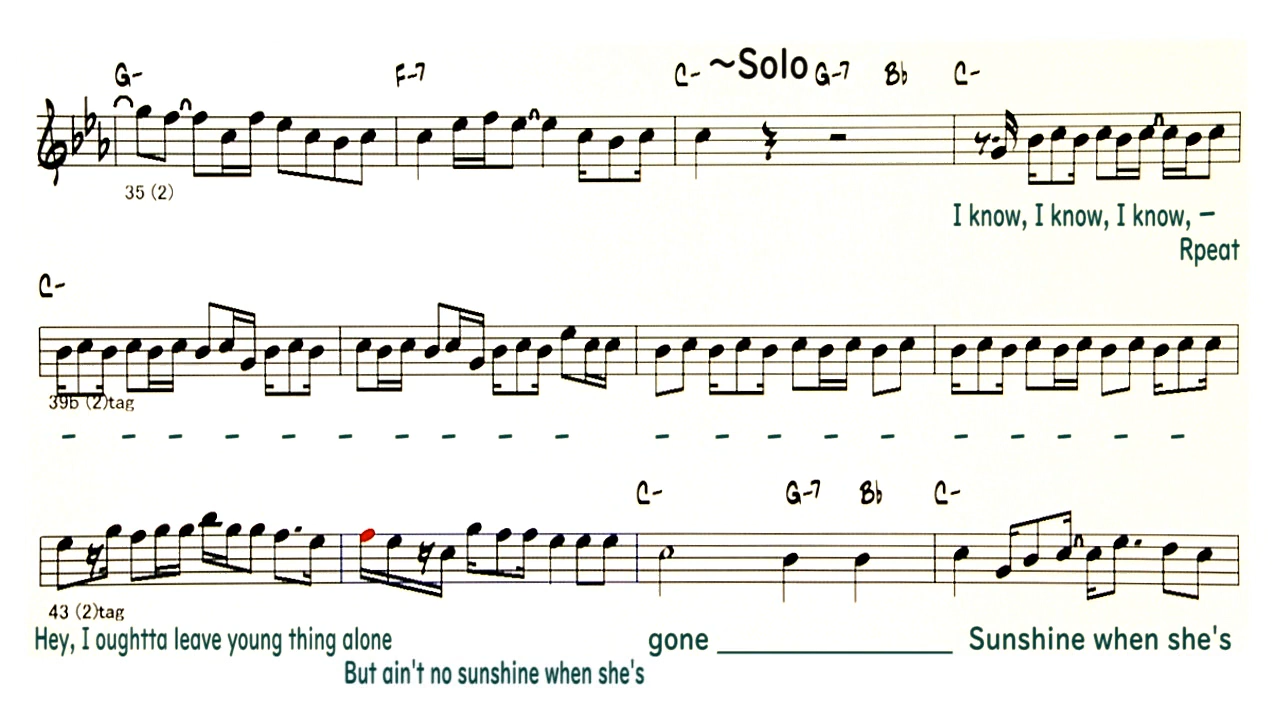 G- F-7 C- ~Solo G-7 Bb C-
35 (2)
I know, I know, I know, –
Rpeat
C-
39b (2)tag
- - - - - - - - - - - - - - - - - - - -
C- G-7 Bb C-
43 (2)tag
Hey, I oughtta leave young thing alone
But ain't no sunshine when she's
gone ______________ Sunshine when she's